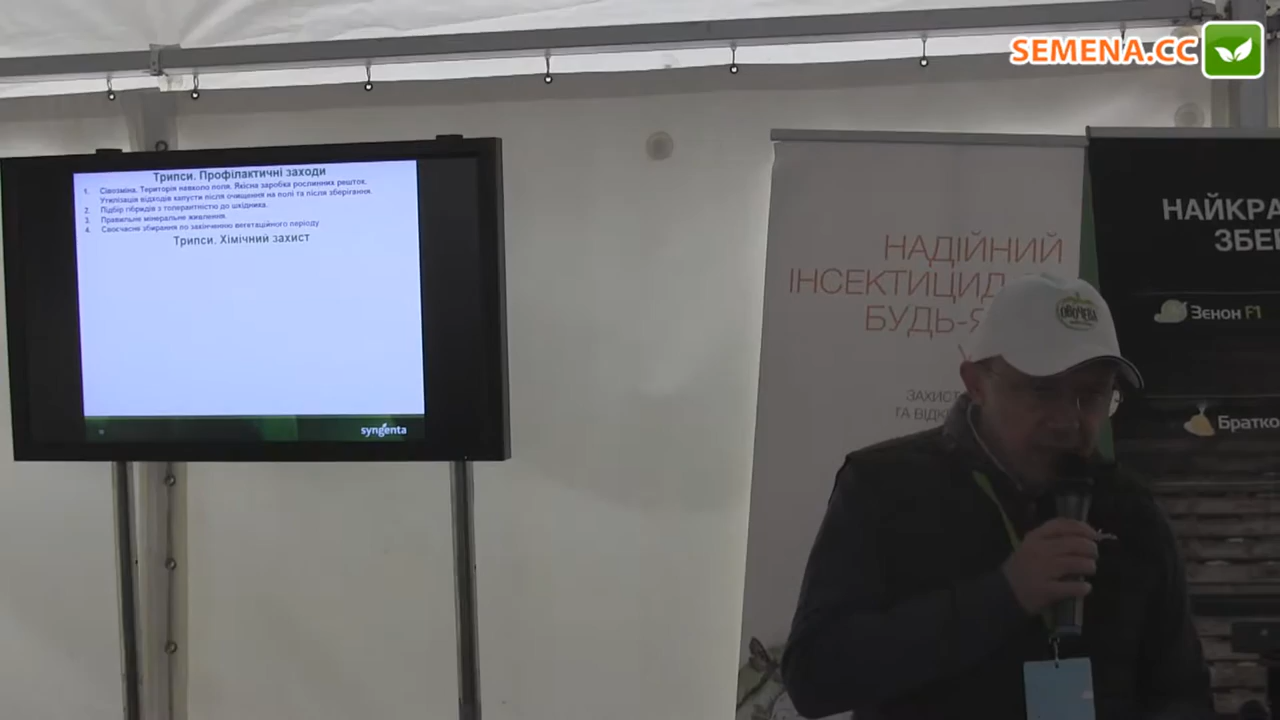 SEMENA.CC
Трипси. Профілактичні заходи
1. Сівозміна. Територія навколо поля. Якісна заробка рослинних решток.
Утилізація відходів капусти після очищення на полі та після зберігання.
2. Підбір гібридів з толерантністю до шкідника.
3. Правильне мінеральне живлення.
4. Своєчасне збирання по закінченню вегетаційного періоду
Трипси. Хімічний захист
syngenta
НАДІЙНИЙ
ІНСЕКТИЦИД
БУДЬ-Я
ЗАХИСТ
ТА ВІДК
НАЙКРА
ЗБЕ
Зенон F1
Братко